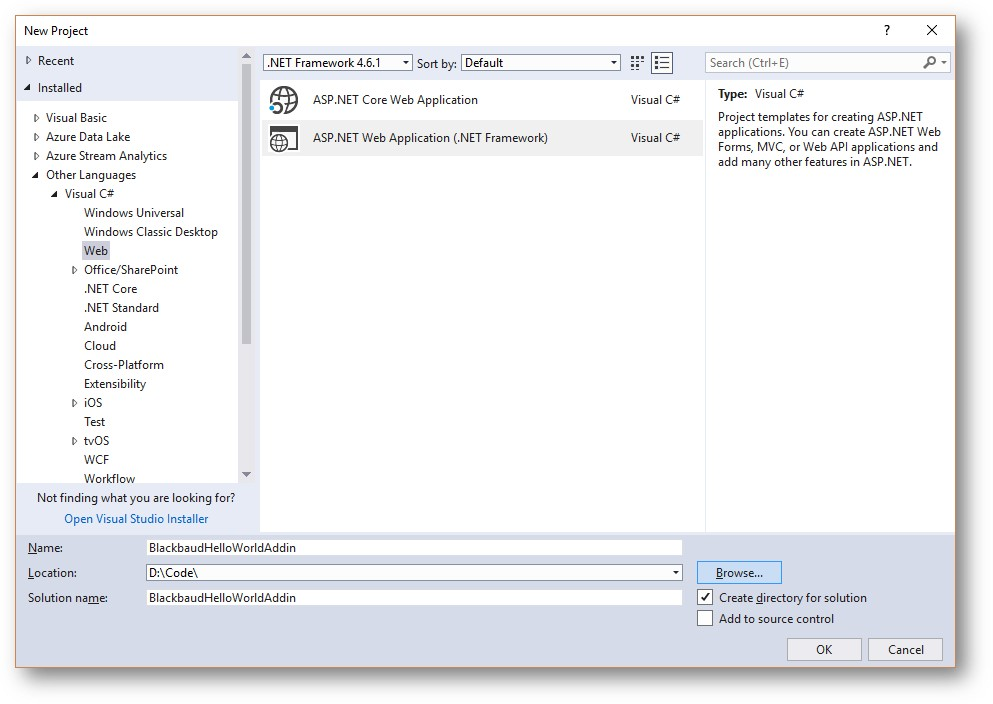 New Project
?
Recent
Installed
Visual Basic
Azure Data Lake
Azure Stream Analytics
Other Languages
Visual C#
Windows Universal
Windows Classic Desktop
Web
Office/SharePoint
.NET Core
.NET Standard
Android
Cloud
Cross-Platform
Extensibility
iOS
Test
tvOS
WCF
Workflow
Not finding what you are looking for?
Open Visual Studio Installer
.NET Framework 4.6.1 Sort by: Default
ASP.NET Core Web Application Visual C#
ASP.NET Web Application (.NET Framework) Visual C#
Search (Ctrl+E)
Type: Visual C#
Project templates for creating ASP.NET
applications. You can create ASP.NET Web
Forms, MVC, or Web API applications and
add many other features in ASP.NET.
Name: BlackbaudHelloWorldAddin
Location: D:\Code\ Browse...
Solution name: BlackbaudHelloWorldAddin
Create directory for solution
Add to source control
OK Cancel